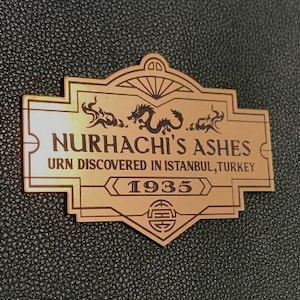 NURHACHI'S ASHES
URN DISCOVERED IN ISTANBUL, TURKEY
1935